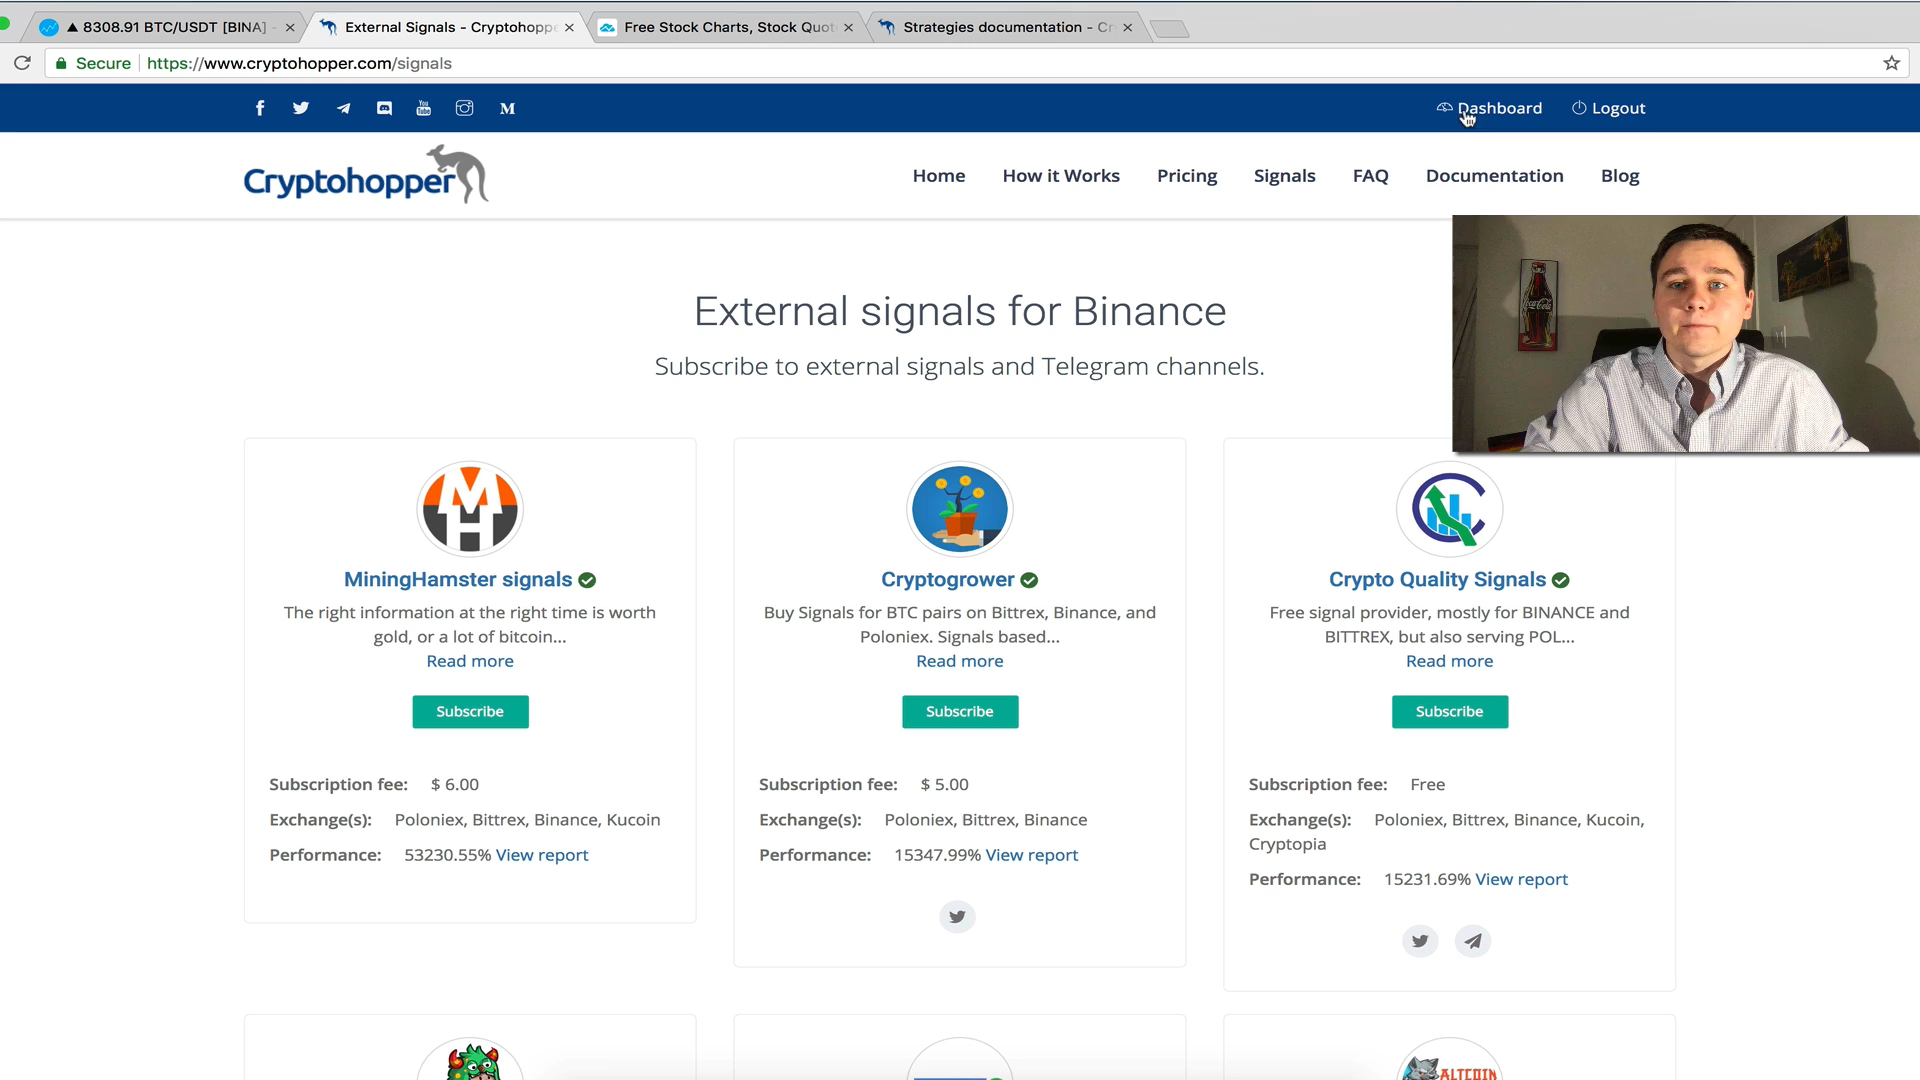 ▲ 8308.91 BTC/USDT [BINA]
External Signals - Cryptohoppe
Free Stock Charts, Stock Quot
Strategies documentation - Cr
Secure
https://www.cryptohopper.com/signals
You
Tube
M
Dashboard
Logout
Cryptohopper
Home
How it Works
Pricing
Signals
FAQ
Documentation
Blog
External signals for Binance
Subscribe to external signals and Telegram channels.
Coca-Cola
MH
MiningHamster signals
The right information at the right time is worth
gold, or a lot of bitcoin...
Read more
Subscribe
Subscription fee: $ 6.00
Exchange(s): Poloniex, Bittrex, Binance, Kucoin
Performance: 53230.55% View report
Cryptogrower
Buy Signals for BTC pairs on Bittrex, Binance, and
Poloniex. Signals based...
Read more
Subscribe
Subscription fee: $ 5.00
Exchange(s): Poloniex, Bittrex, Binance
Performance: 15347.99% View report
Crypto Quality Signals
Free signal provider, mostly for BINANCE and
BITTREX, but also serving POL...
Read more
Subscribe
Subscription fee: Free
Exchange(s): Poloniex, Bittrex, Binance, Kucoin,
Cryptopia
Performance: 15231.69% View report
ALTCOIN